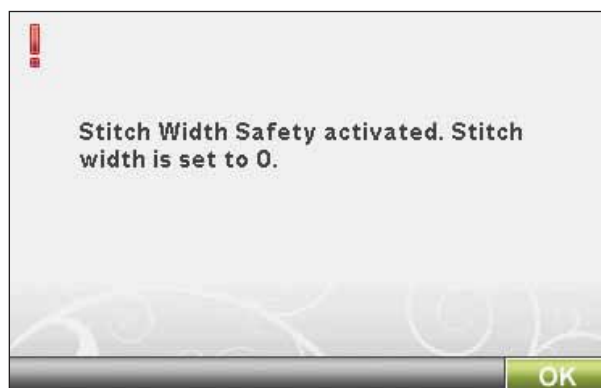 Stitch Width Safety activated. Stitch
width is set to 0.
OK